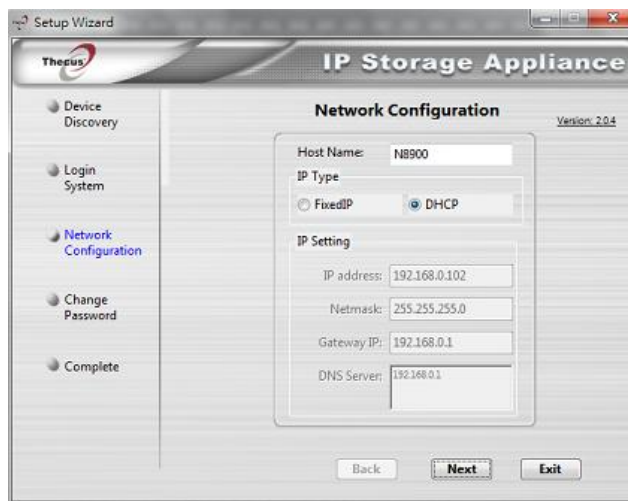 Setup Wizard
Thecus
IP Storage Appliance
Device
Discovery
Login
System
Network
Configuration
Change
Password
Complete
Network Configuration
Version: 2.0.4
Host Name: N8900
IP Type
FixedIP DHCP
IP Setting
IP address: 192.168.0.102
Netmask: 255.255.255.0
Gateway IP: 192.168.0.1
DNS Server: 192.168.0.1
Back Next Exit